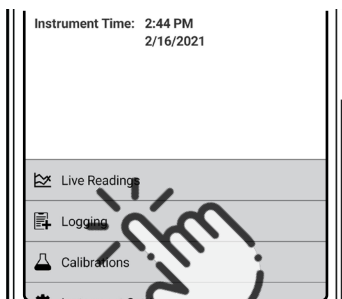 Instrument Time: 2:44 PM
2/16/2021
Live Readings
Logging
Calibrations